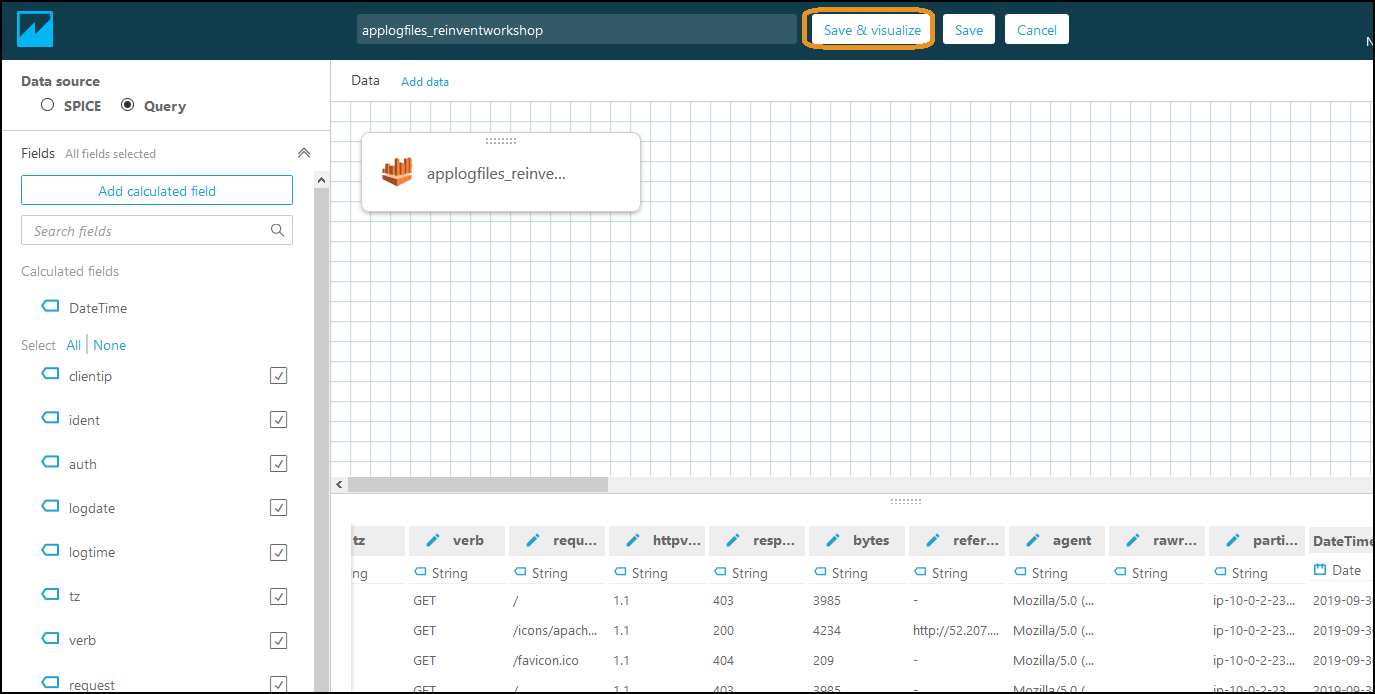 applogfiles_reinventworkshop Save & visualize Save Cancel
N
Data source
SPICE Query
Fields All fields selected
Add calculated field
Search fields
Calculated fields
DateTime
Select All None
clientip
ident
auth
logdate
logtime
tz
verb
request
Data Add data
applogfiles_reinve...
tz verb requ... httpv... resp... bytes refer... agent rawr... parti... DateTime
ng String String String String String String String String String Date
GET / 1.1 403 3985 - Mozilla/5.0 (... ip-10-0-2-23... 2019-09-30
GET /icons/apach... 1.1 200 4234 http://52.207.... Mozilla/5.0 (... ip-10-0-2-23... 2019-09-30
GET /favicon.ico 1.1 404 209 - Mozilla/5.0 (... ip-10-0-2-23... 2019-09-30
GET / 1.1 403 3985 - Mozilla/5.0 (... ip-10-0-2-23... 2019-09-30